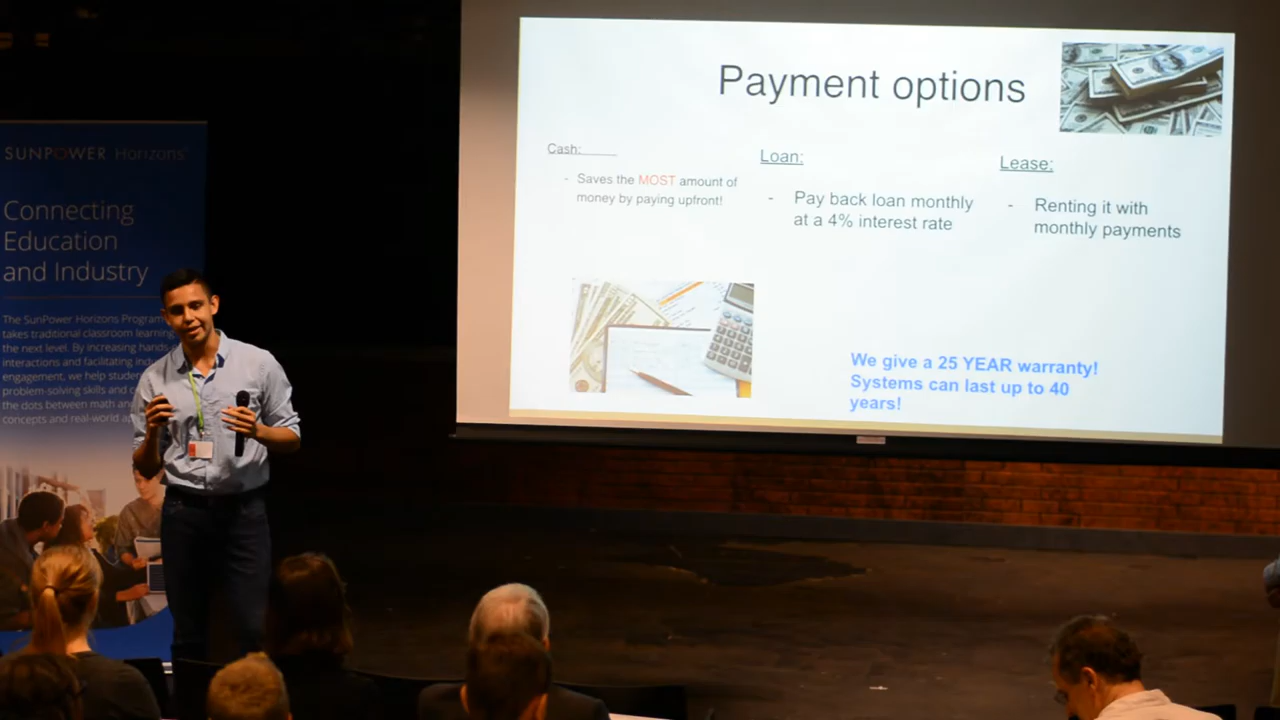 SUNPOWER Horizons
Connecting
Education
and Industry
The SunPower Horizons Program
takes traditional classroom learning
the next level. By increasing hands-
interactions and facilitating
engagement, we help
problem-solving skills and
the dots between math
concepts and real-world
Payment options
Cash:
- Saves the MOST amount of
money by paying upfront!
Loan:
- Pay back loan monthly
at a 4% interest rate
Lease:
- Renting it with
monthly payments
We give a 25 YEAR warranty!
Systems can last up to 40
years!